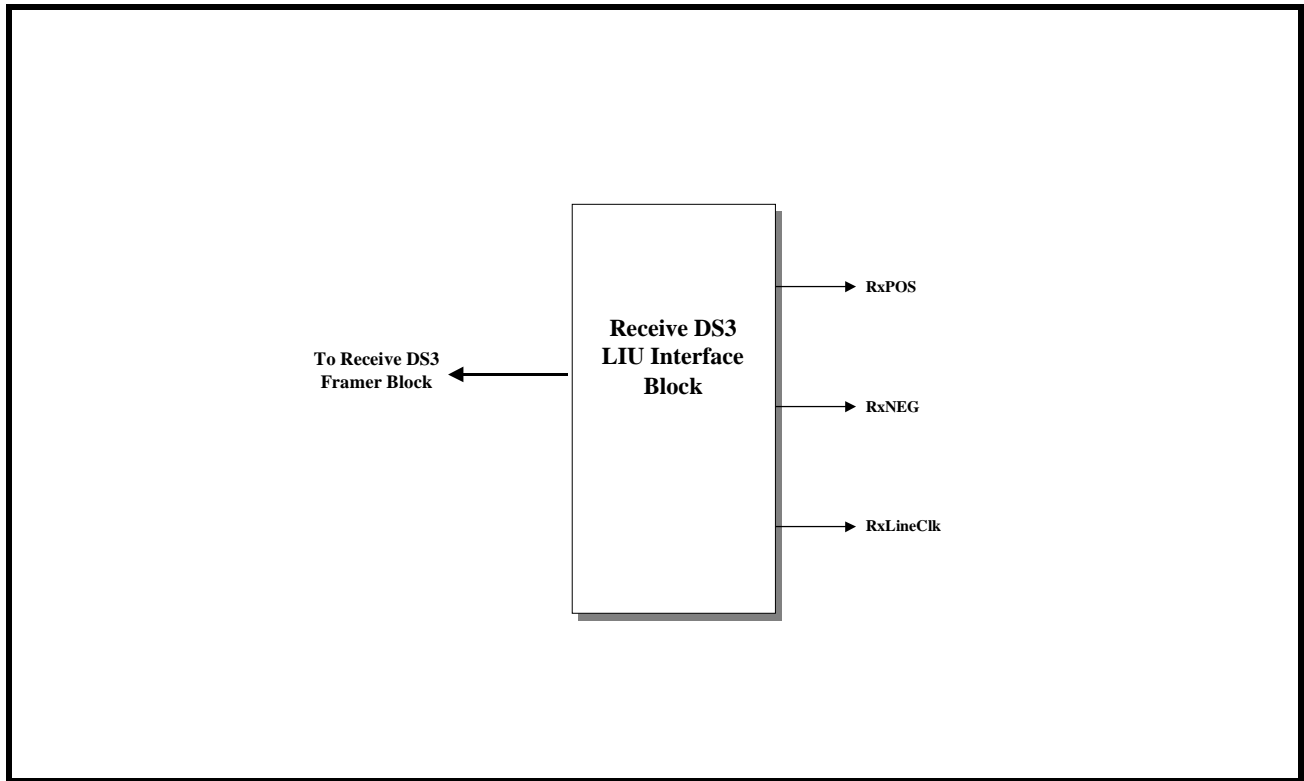 To Receive DS3
Framer Block
Receive DS3
LIU Interface
Block
RxPOS
RxNEG
RxLineClk